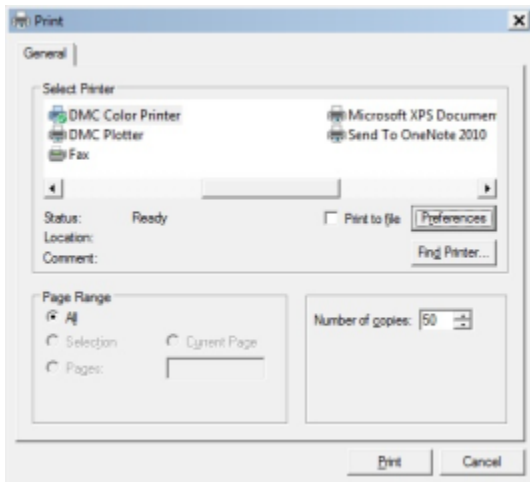 Print
General
Select Printer
DMC Color Printer
DMC Plotter
Fax
Microsoft XPS Documen
Send To OneNote 2010
Status: Ready
Location:
Comment:
Print to file
Preferences
Find Printer...
Page Range
All
Selection
Current Page
Pages:
Number of copies: 50
Print
Cancel